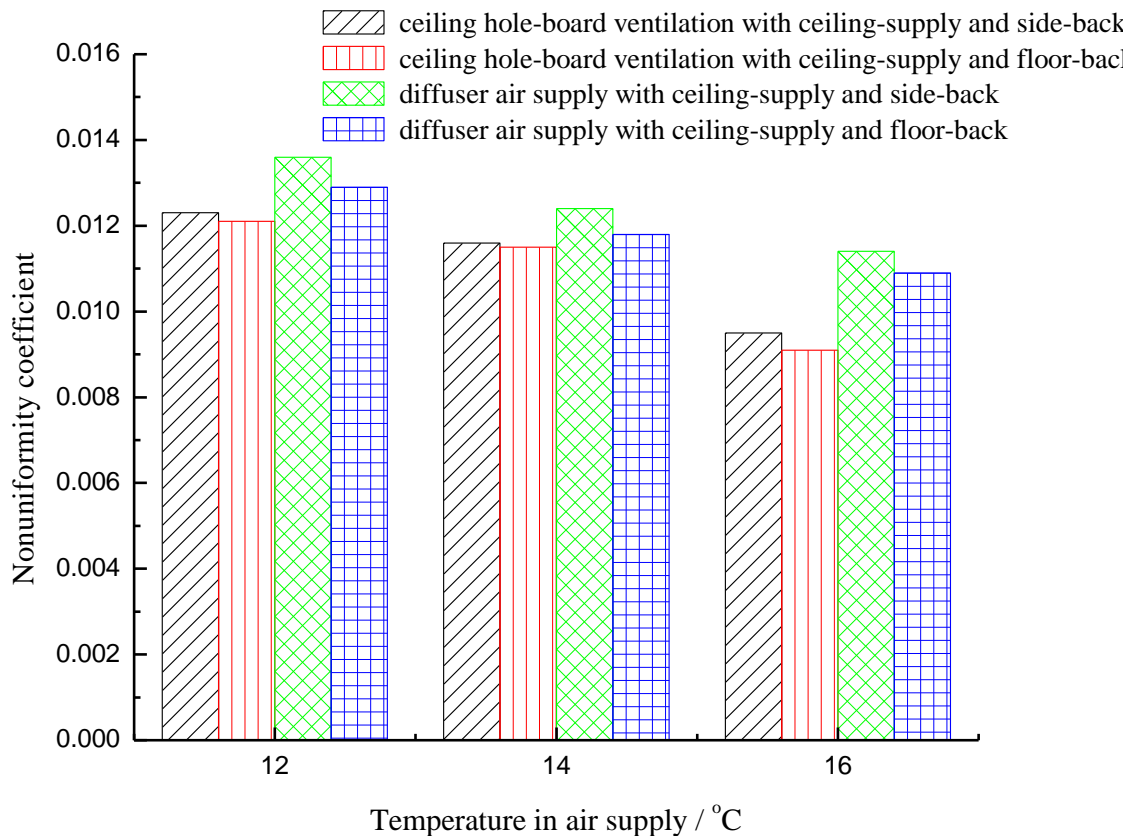 ceiling hole-board ventilation with ceiling-supply and side-back
ceiling hole-board ventilation with ceiling-supply and floor-back
diffuser air supply with ceiling-supply and side-back
diffuser air supply with ceiling-supply and floor-back
0.016
0.014
0.012
0.010
0.008
0.006
0.004
0.002
0.000
Nonuniformity coefficient
12 14 16
Temperature in air supply / °C